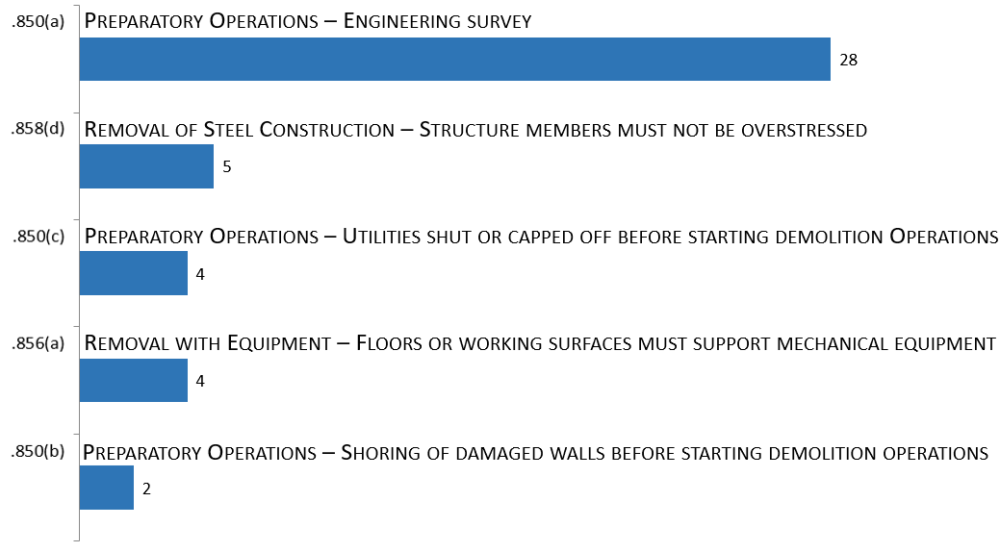 .850(a) Preparatory Operations – Engineering survey
28
.858(d) Removal of Steel Construction – Structure members must not be overstressed
5
.850(c) Preparatory Operations – Utilities shut or capped off before starting demolition Operations
4
.856(a) Removal with Equipment – Floors or working surfaces must support mechanical equipment
4
.850(b) Preparatory Operations – Shoring of damaged walls before starting demolition operations
2